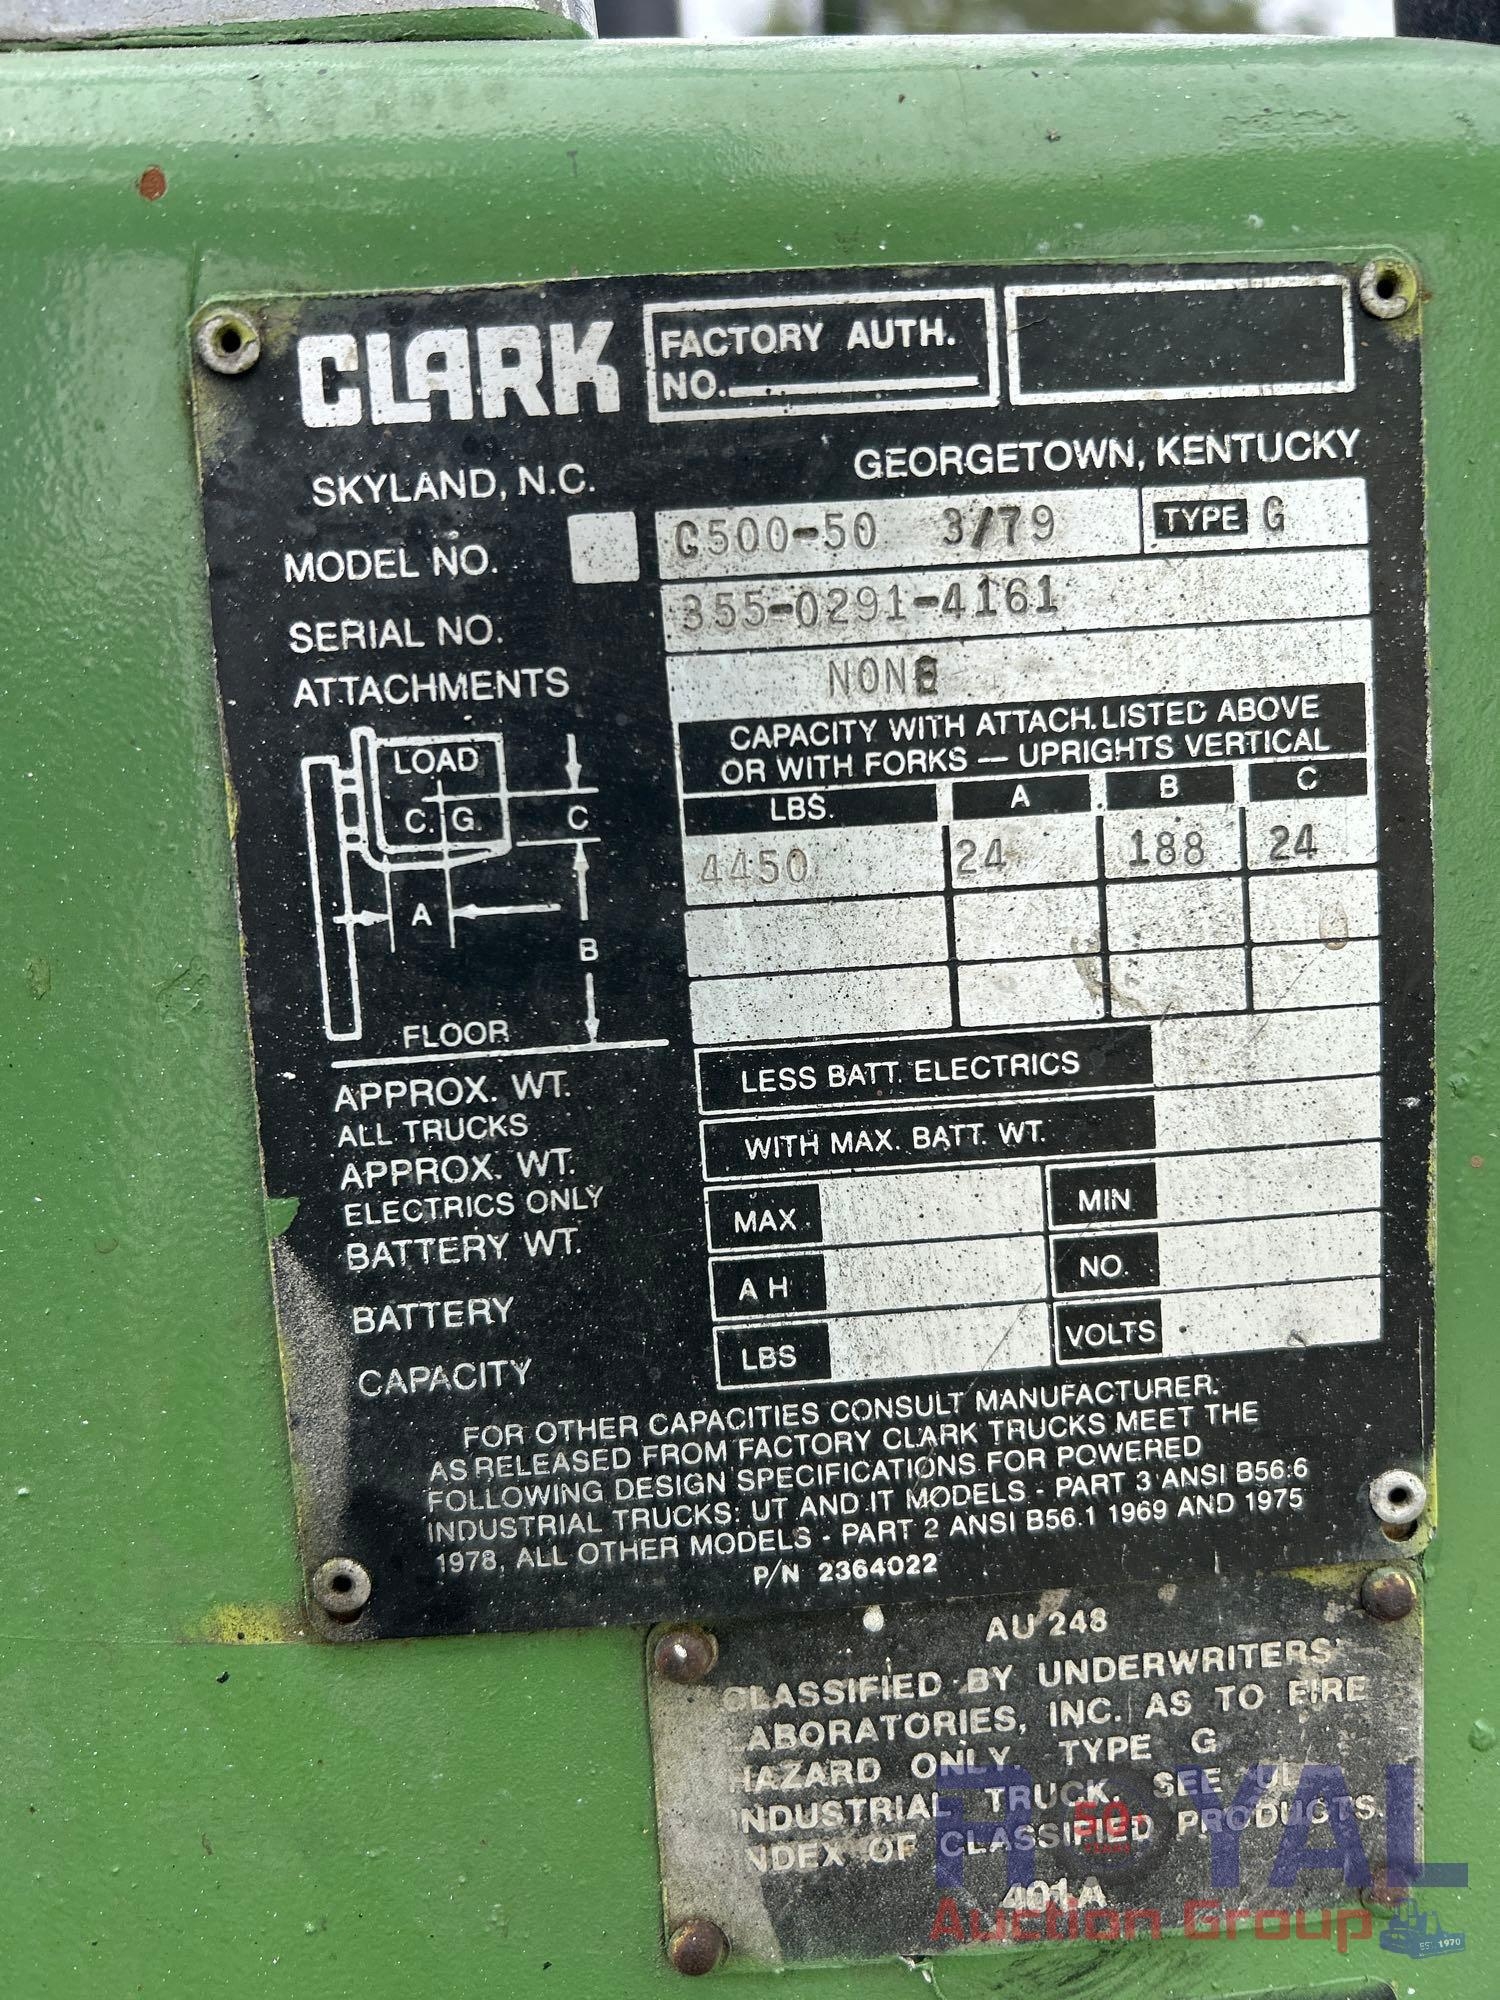 CLARK
FACTORY AUTH.
NO.
SKYLAND, N.C.
GEORGETOWN, KENTUCKY
MODEL NO.
C500-50 3/79
TYPE G
SERIAL NO.
355-0291-4161
ATTACHMENTS
NONE
CAPACITY WITH ATTACH. LISTED ABOVE
OR WITH FORKS — UPRIGHTS VERTICAL
LBS. A B C
4450 24 188 24
LOAD
C. G. C
A
B
FLOOR
APPROX. WT.
ALL TRUCKS
LESS BATT. ELECTRICS
APPROX. WT.
ELECTRICS ONLY
WITH MAX. BATT. WT.
BATTERY WT.
MAX. MIN.
BATTERY
A H NO.
CAPACITY
LBS VOLTS
FOR OTHER CAPACITIES CONSULT MANUFACTURER.
AS RELEASED FROM FACTORY CLARK TRUCKS MEET THE
FOLLOWING DESIGN SPECIFICATIONS FOR POWERED
INDUSTRIAL TRUCKS: UT AND IT MODELS - PART 3 ANSI B56.6
1978, ALL OTHER MODELS - PART 2 ANSI B56.1 1969 AND 1975
P/N 2364022
AU 248
CLASSIFIED BY UNDERWRITERS'
LABORATORIES, INC. AS TO FIRE
HAZARD ONLY. TYPE G
INDUSTRIAL TRUCK. SEE UL
INDEX OF CLASSIFIED PRODUCTS.
401A
ROYAL
50+
YEARS
Auction Group
EST. 1970